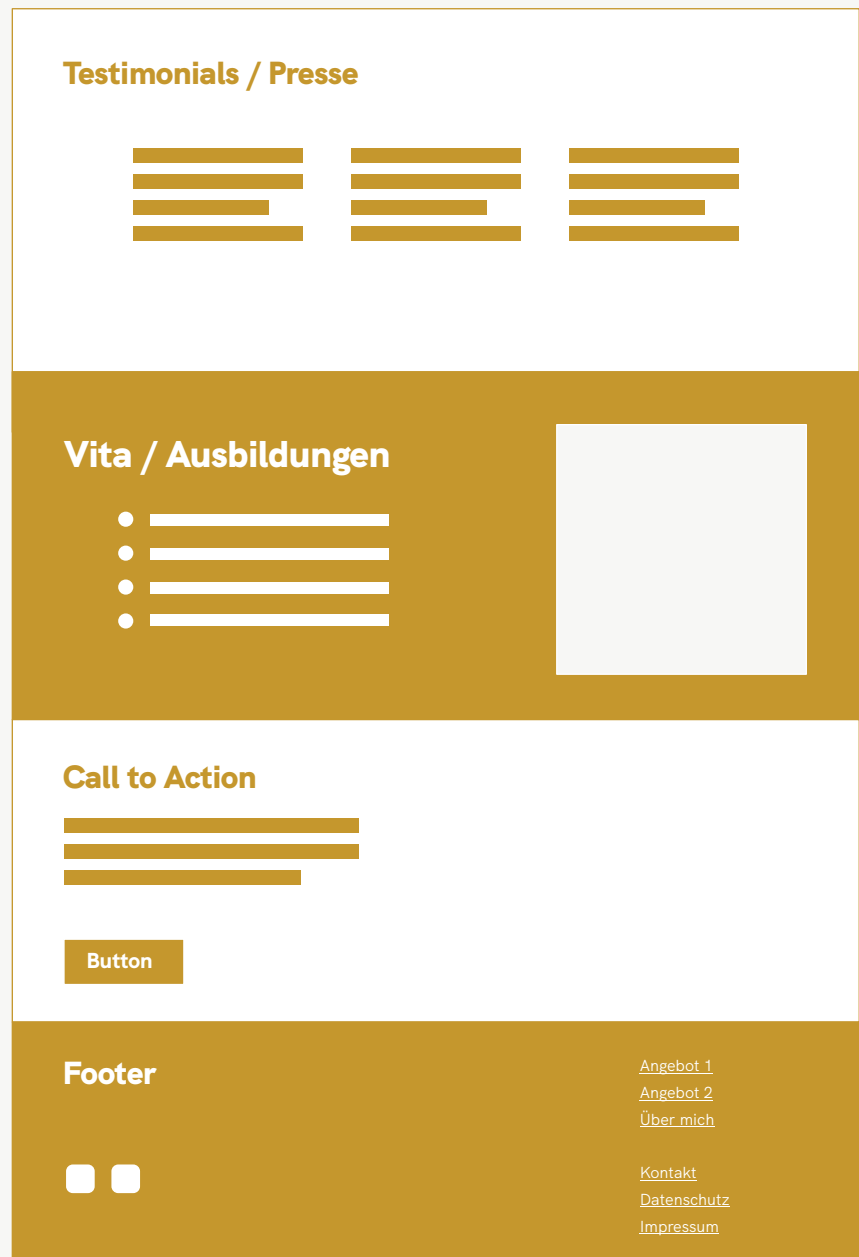 Testimonials / Presse
Vita / Ausbildungen
Call to Action
Button
Footer
Angebot 1
Angebot 2
Über mich
Kontakt
Datenschutz
Impressum